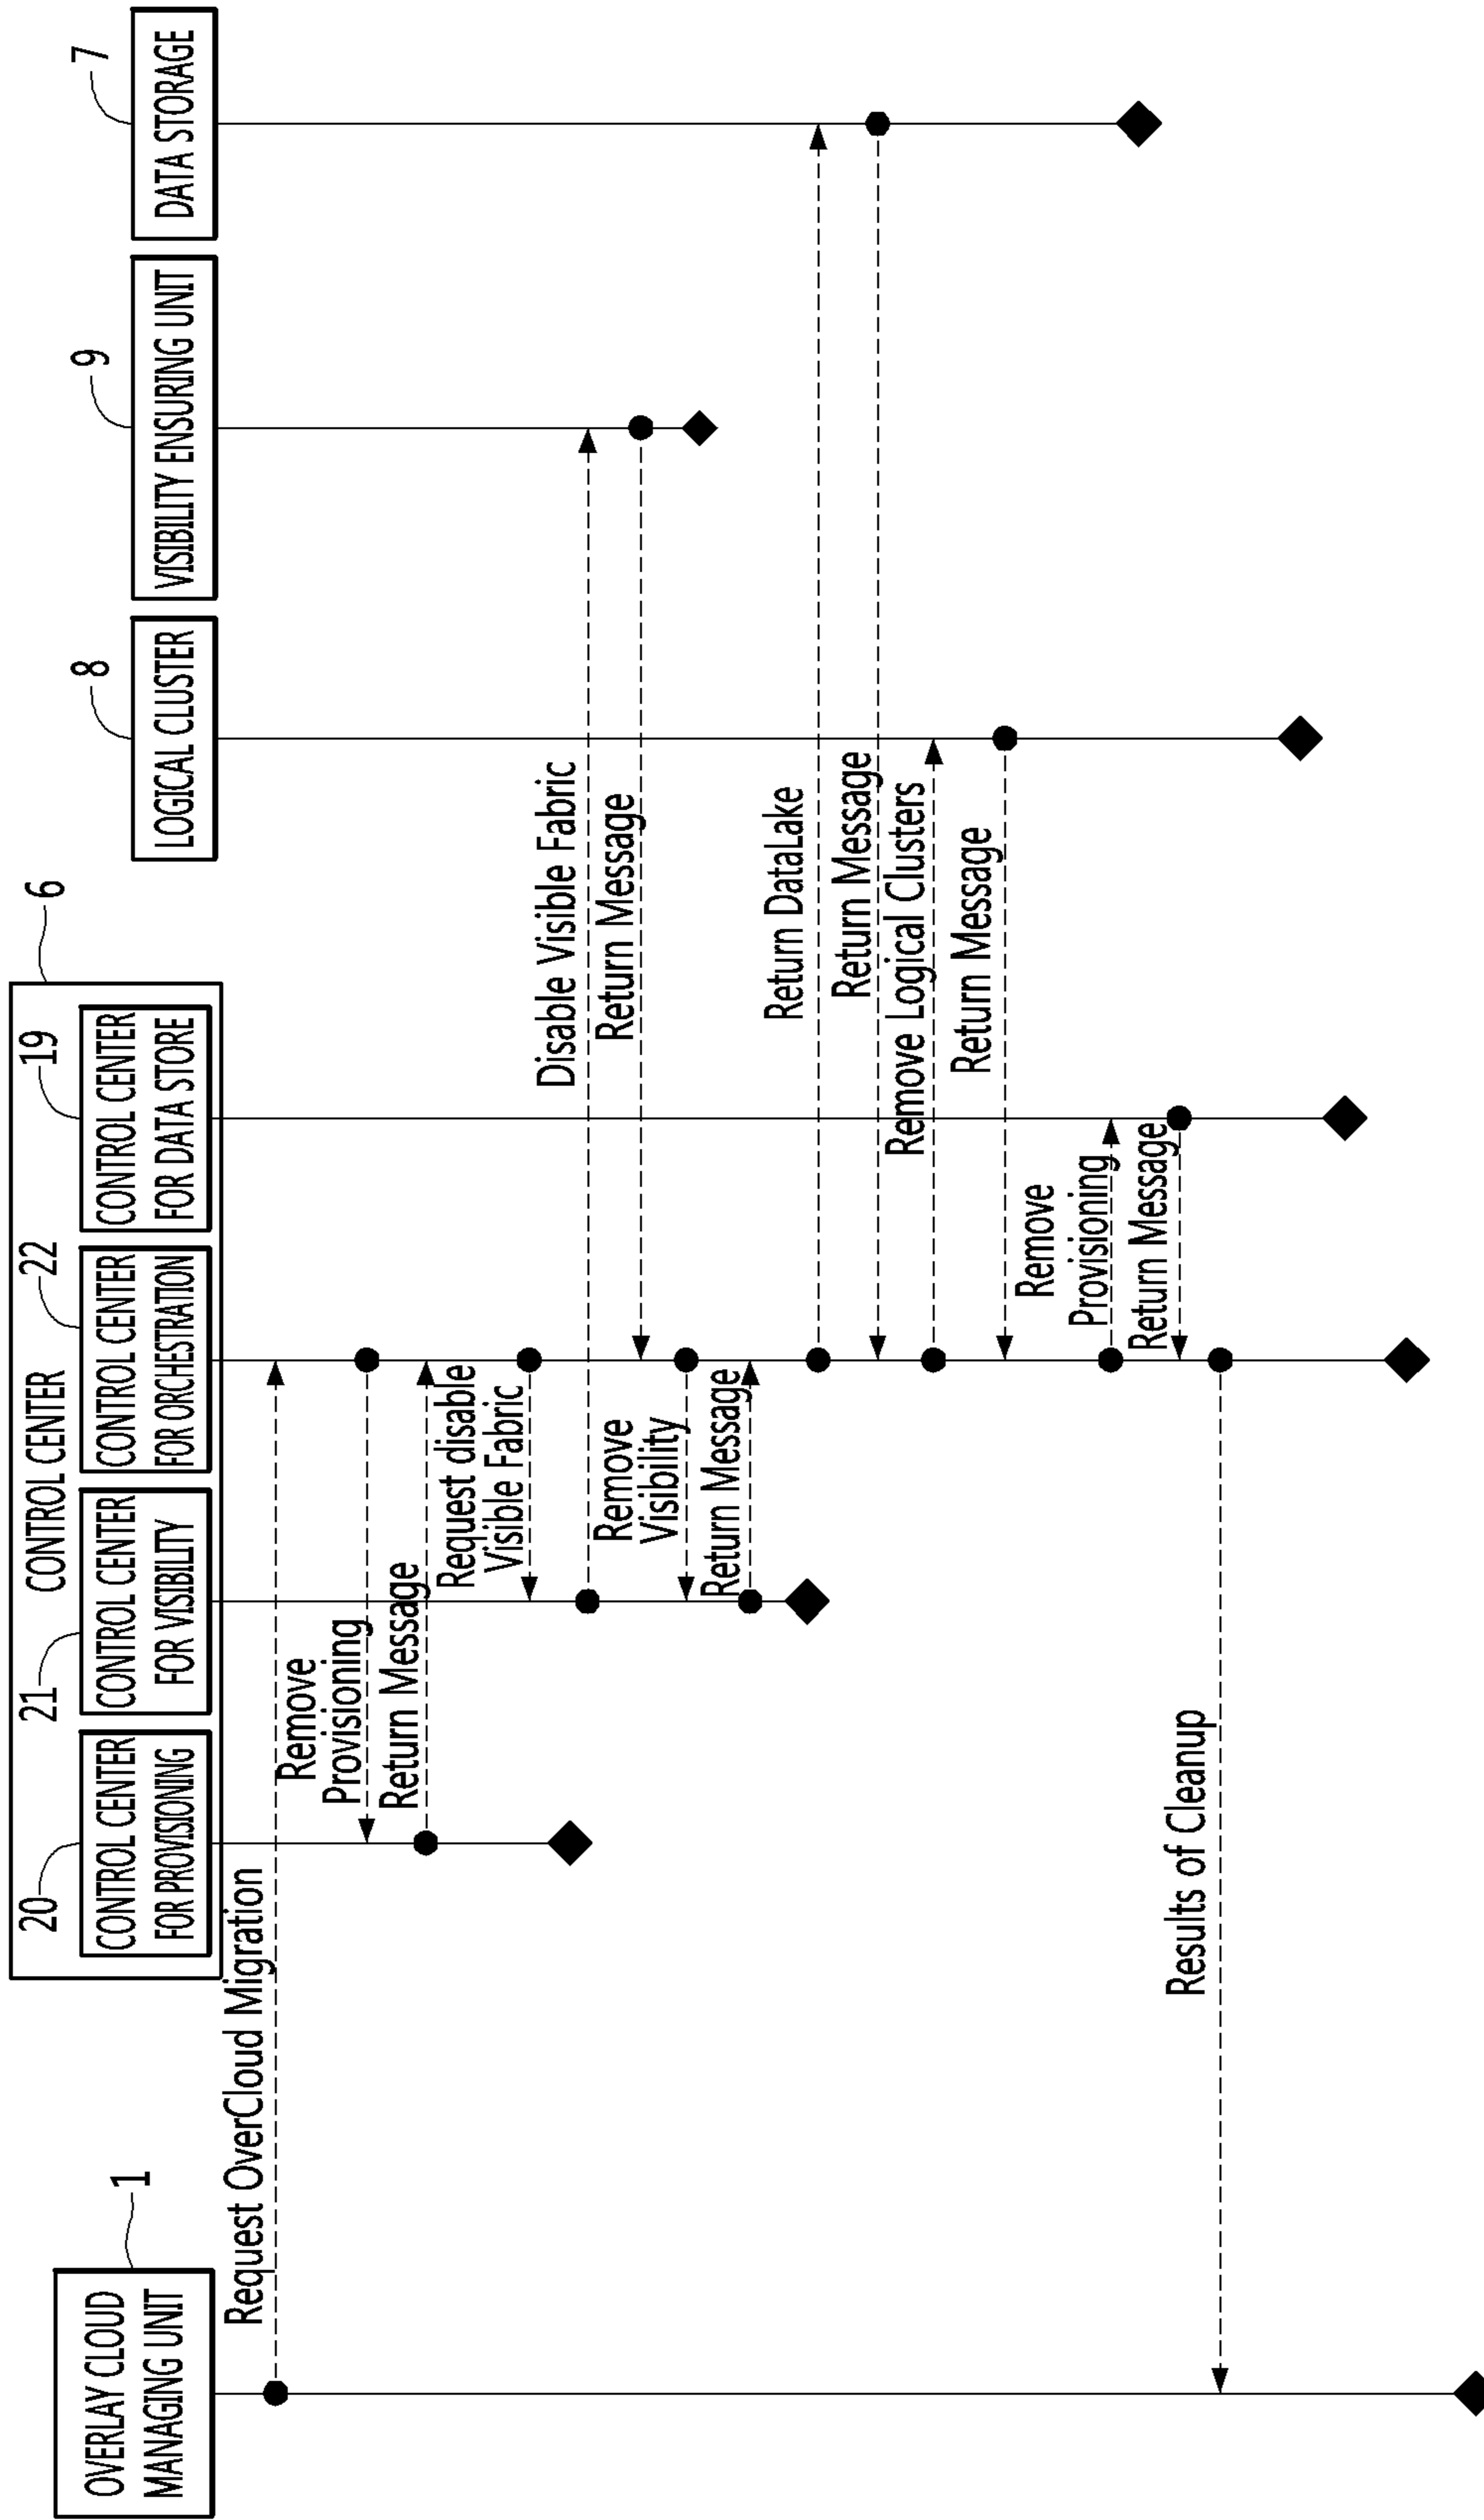 OVERLAY CLOUD
MANAGING UNIT
1
CONTROL CENTER
6
20
CONTROL CENTER
FOR PROVISIONING
21
CONTROL CENTER
FOR VISIBILITY
22
CONTROL CENTER
FOR ORCHESTRATION
19
CONTROL CENTER
FOR DATA STORE
8
LOGICAL CLUSTER
9
VISIBILITY ENSURING UNIT
7
DATA STORAGE
Request OverCloud Migration
Remove
Provisioning
Return Message
Request disable
Visible Fabric
Disable Visible Fabric
Return Message
Remove
Visibility
Return Message
Return DataLake
Return Message
Remove Logical Clusters
Return Message
Remove
Provisioning
Return Message
Results of Cleanup